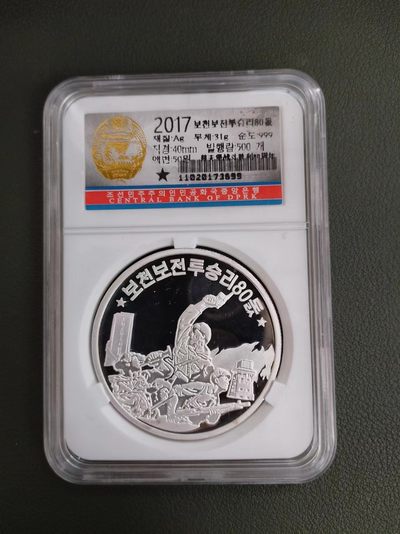 2017 보천보전투승리80돐
재질:Ag 무게:31g 순도:999
직경:40mm 발행량:500 개
액면:50원
★ 11020173699
조선민주주의인민공화국중앙은행
CENTRAL BANK OF DPRK
★보천보전투승리80돐★